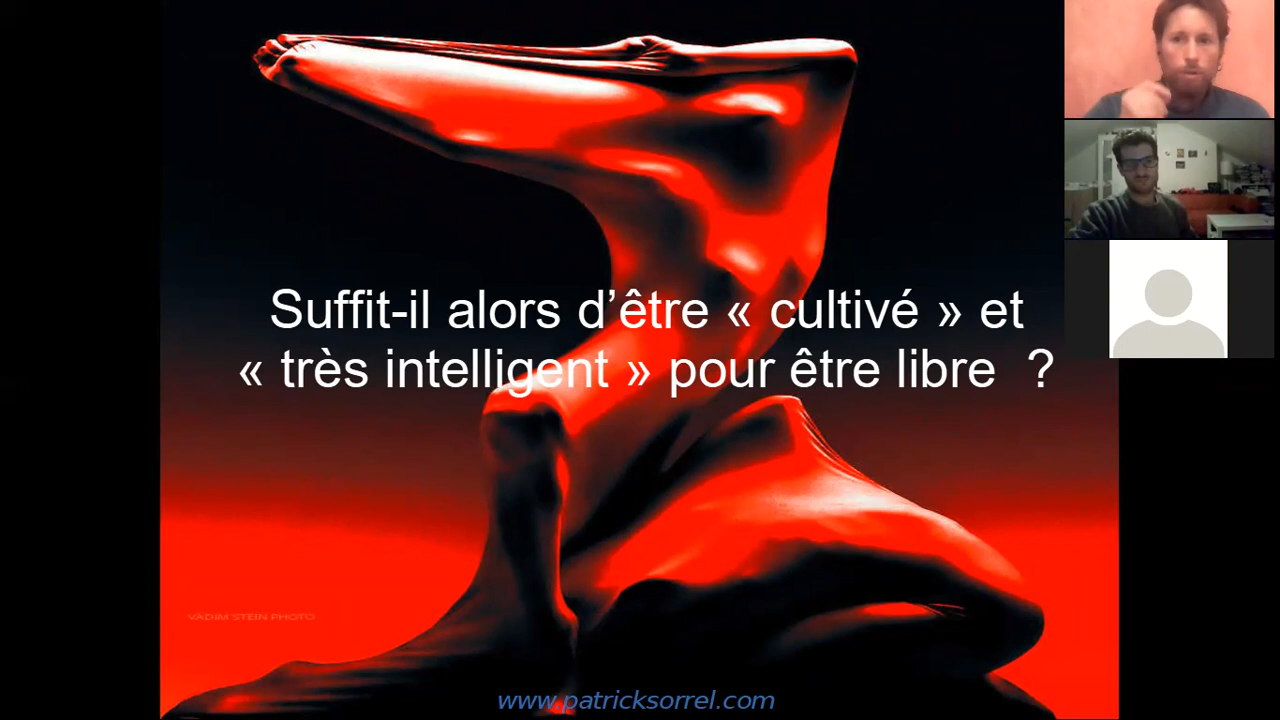 Suffit-il alors d’être « cultivé » et
« très intelligent » pour être libre  ?
VADIM STEIN PHOTO
www.patricksorrel.com